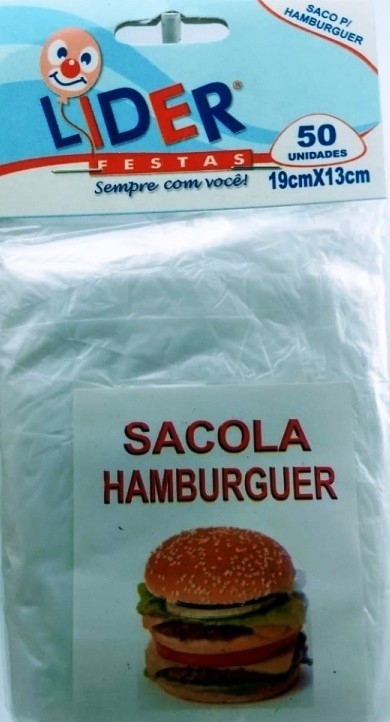 SACO P/
HAMBURGUER
LIDER®
FESTAS
Sempre com você!
50
UNIDADES
19cmX13cm
SACOLA
HAMBURGUER